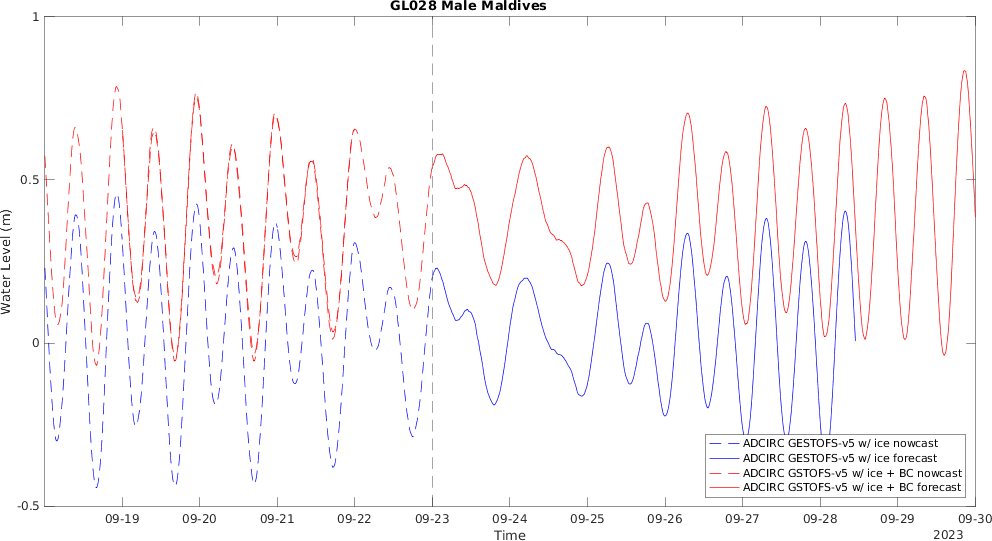 GL028 Male Maldives
1
0.5
0
-0.5
Water Level (m)
09-19 09-20 09-21 09-22 09-23 09-24 09-25 09-26 09-27 09-28 09-29 09-30
Time
2023
ADCIRC GESTOFS-v5 w/ ice nowcast
ADCIRC GESTOFS-v5 w/ ice forecast
ADCIRC GSTOFS-v5 w/ ice + BC nowcast
ADCIRC GSTOFS-v5 w/ ice + BC forecast